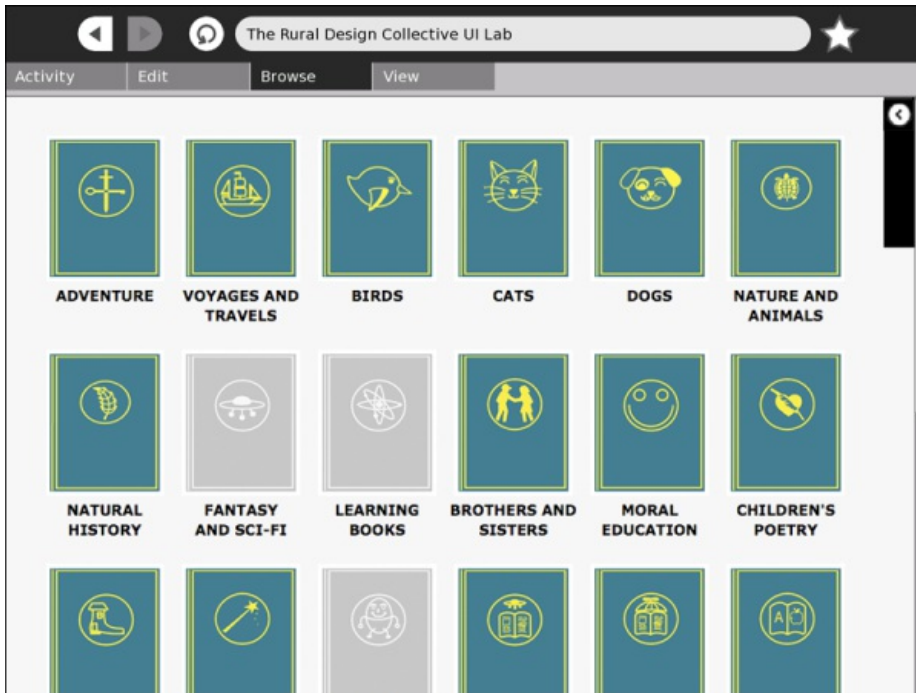 The Rural Design Collective UI Lab
Activity
Edit
Browse
View
ADVENTURE
VOYAGES AND
TRAVELS
BIRDS
CATS
DOGS
NATURE AND
ANIMALS
NATURAL
HISTORY
FANTASY
AND SCI-FI
LEARNING
BOOKS
BROTHERS AND
SISTERS
MORAL
EDUCATION
CHILDREN'S
POETRY
A